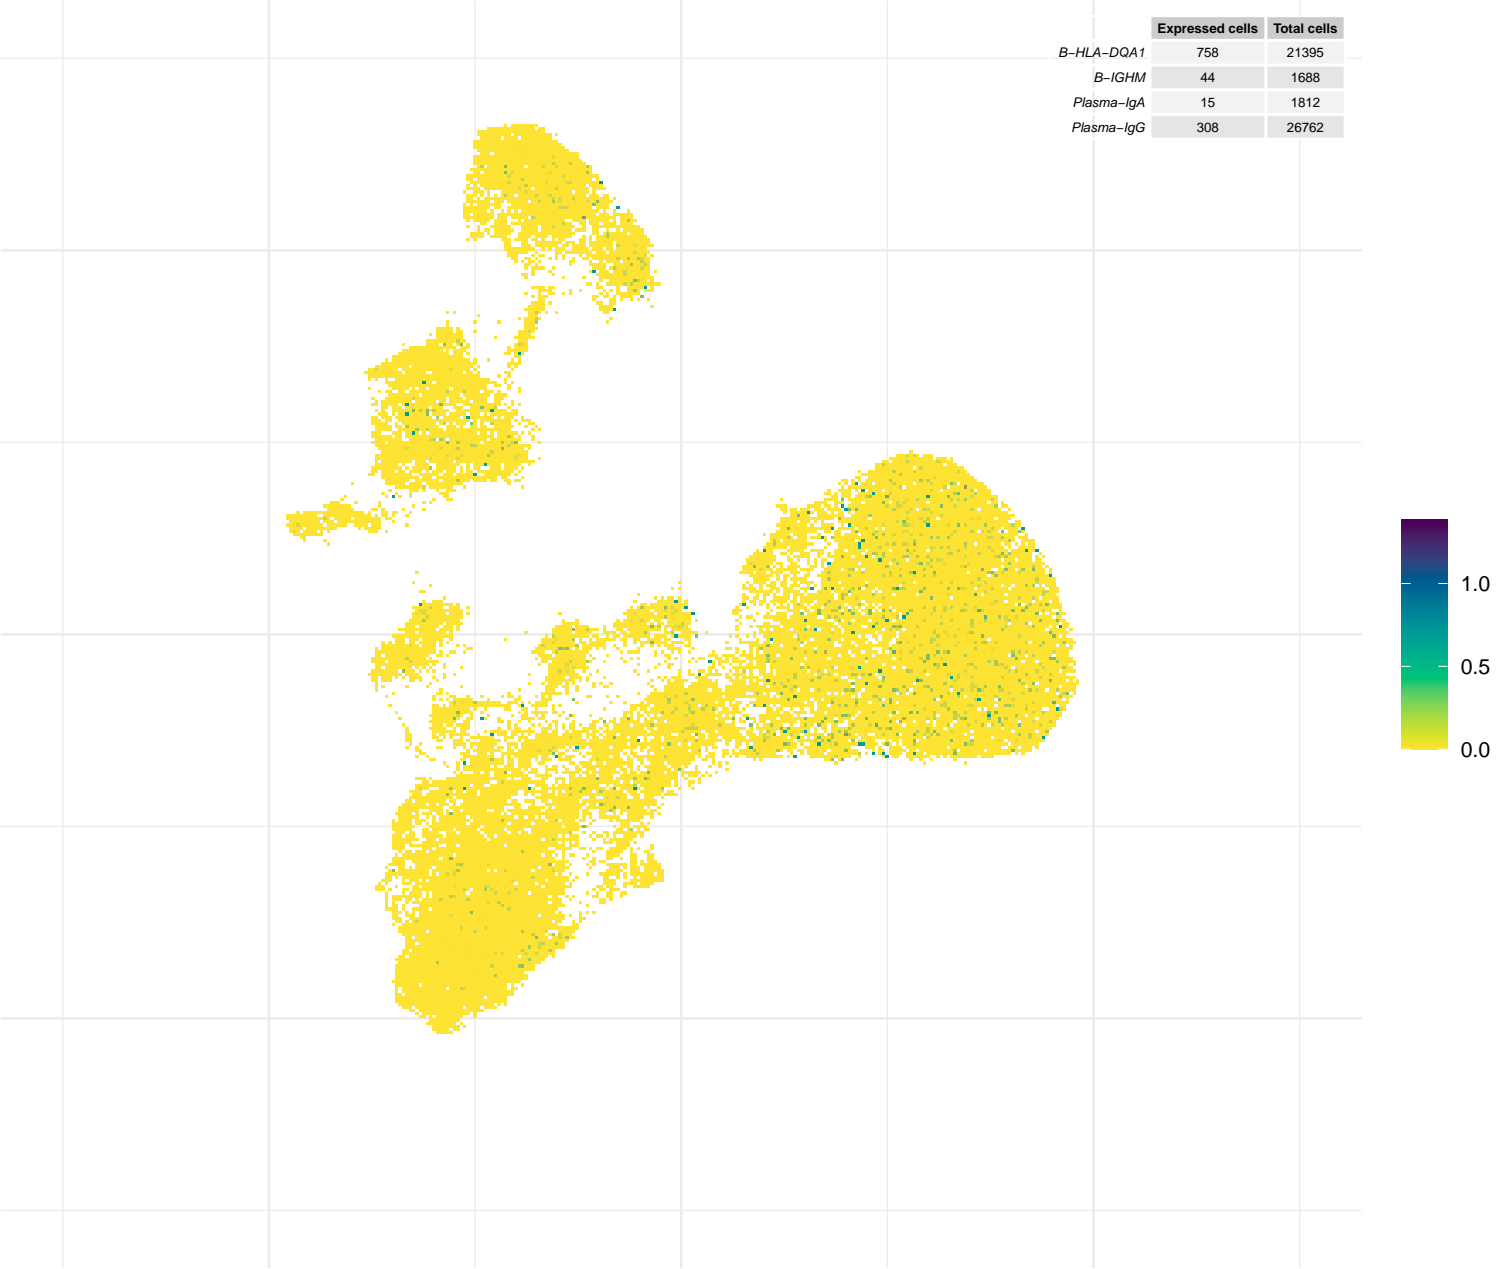 Expressed cells Total cells
B−HLA−DQA1 758 21395
B−IGHM 44 1688
Plasma−IgA 15 1812
Plasma−IgG 308 26762
1.0
0.5
0.0